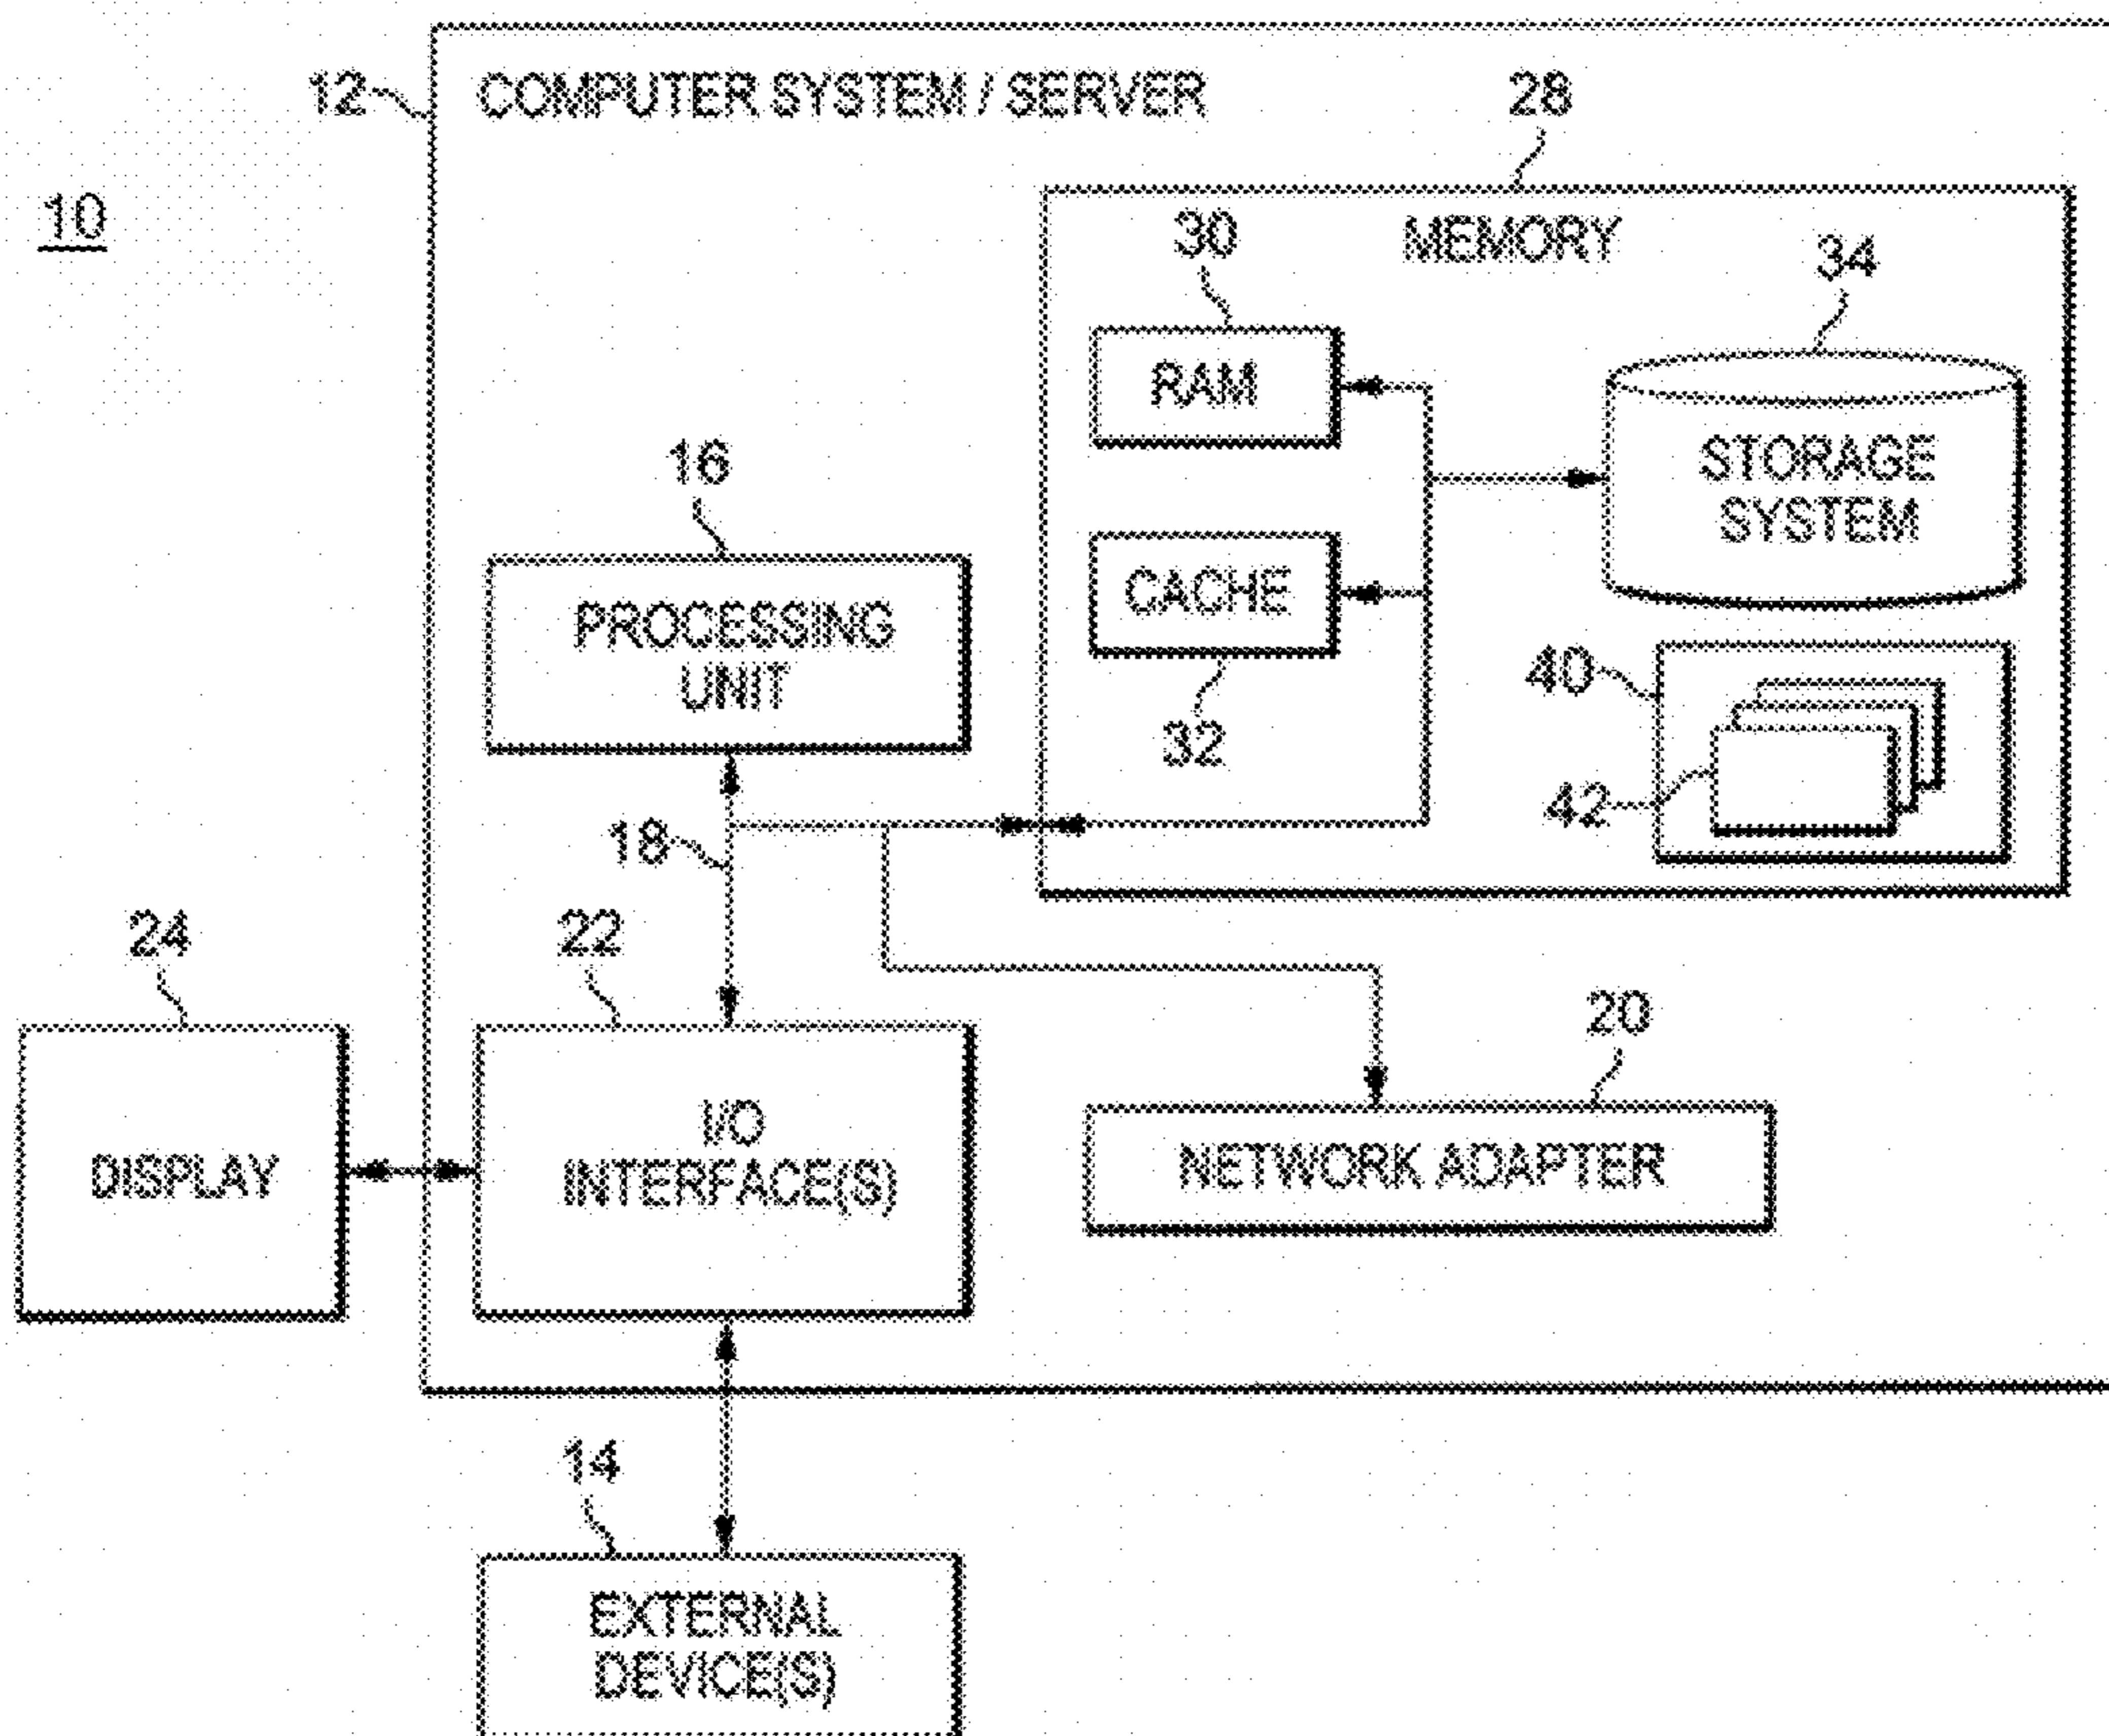 12
COMPUTER SYSTEM / SERVER
28
10
30
MEMORY
34
RAM
16
STORAGE
SYSTEM
PROCESSING
UNIT
CACHE
40
32
42
18
24
22
20
DISPLAY
I/O
INTERFACE(S)
NETWORK ADAPTER
14
EXTERNAL
DEVICE(S)